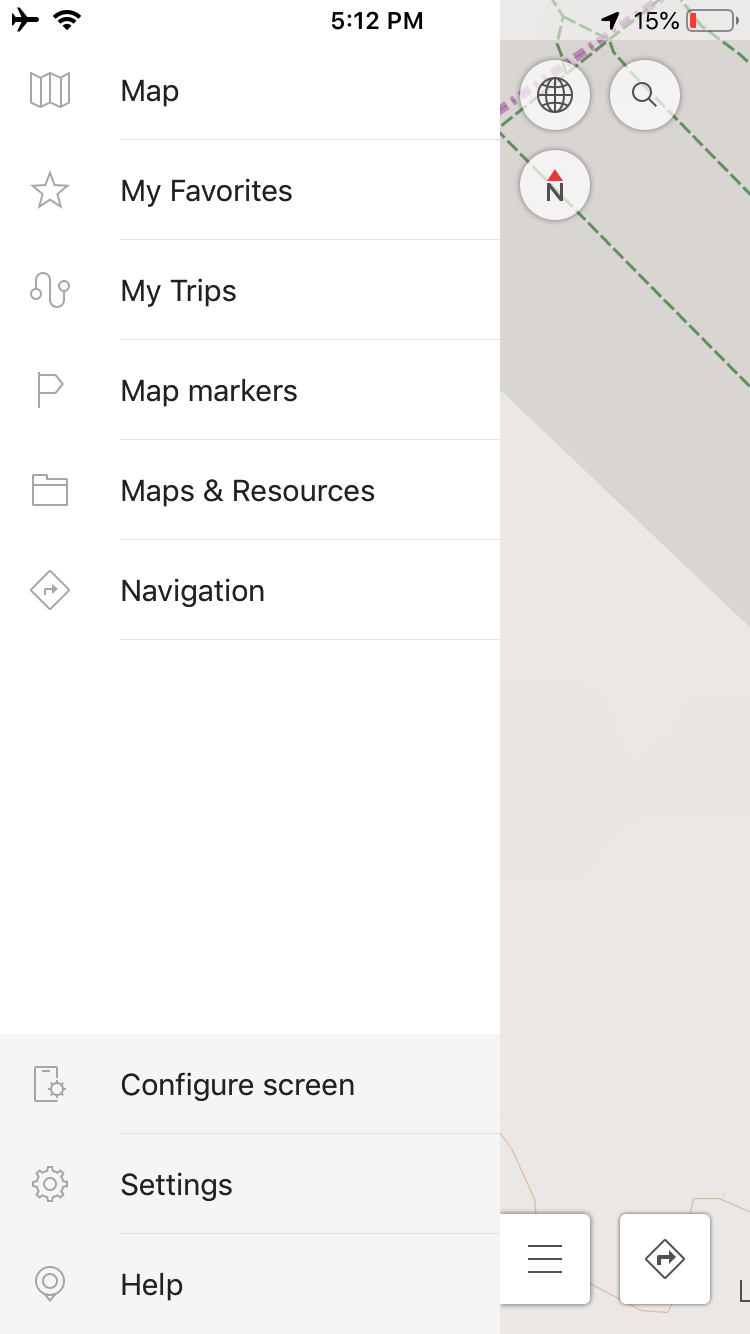 5:12 PM
15%
Map
My Favorites
N
My Trips
Map markers
Maps & Resources
Navigation
Configure screen
Settings
Help